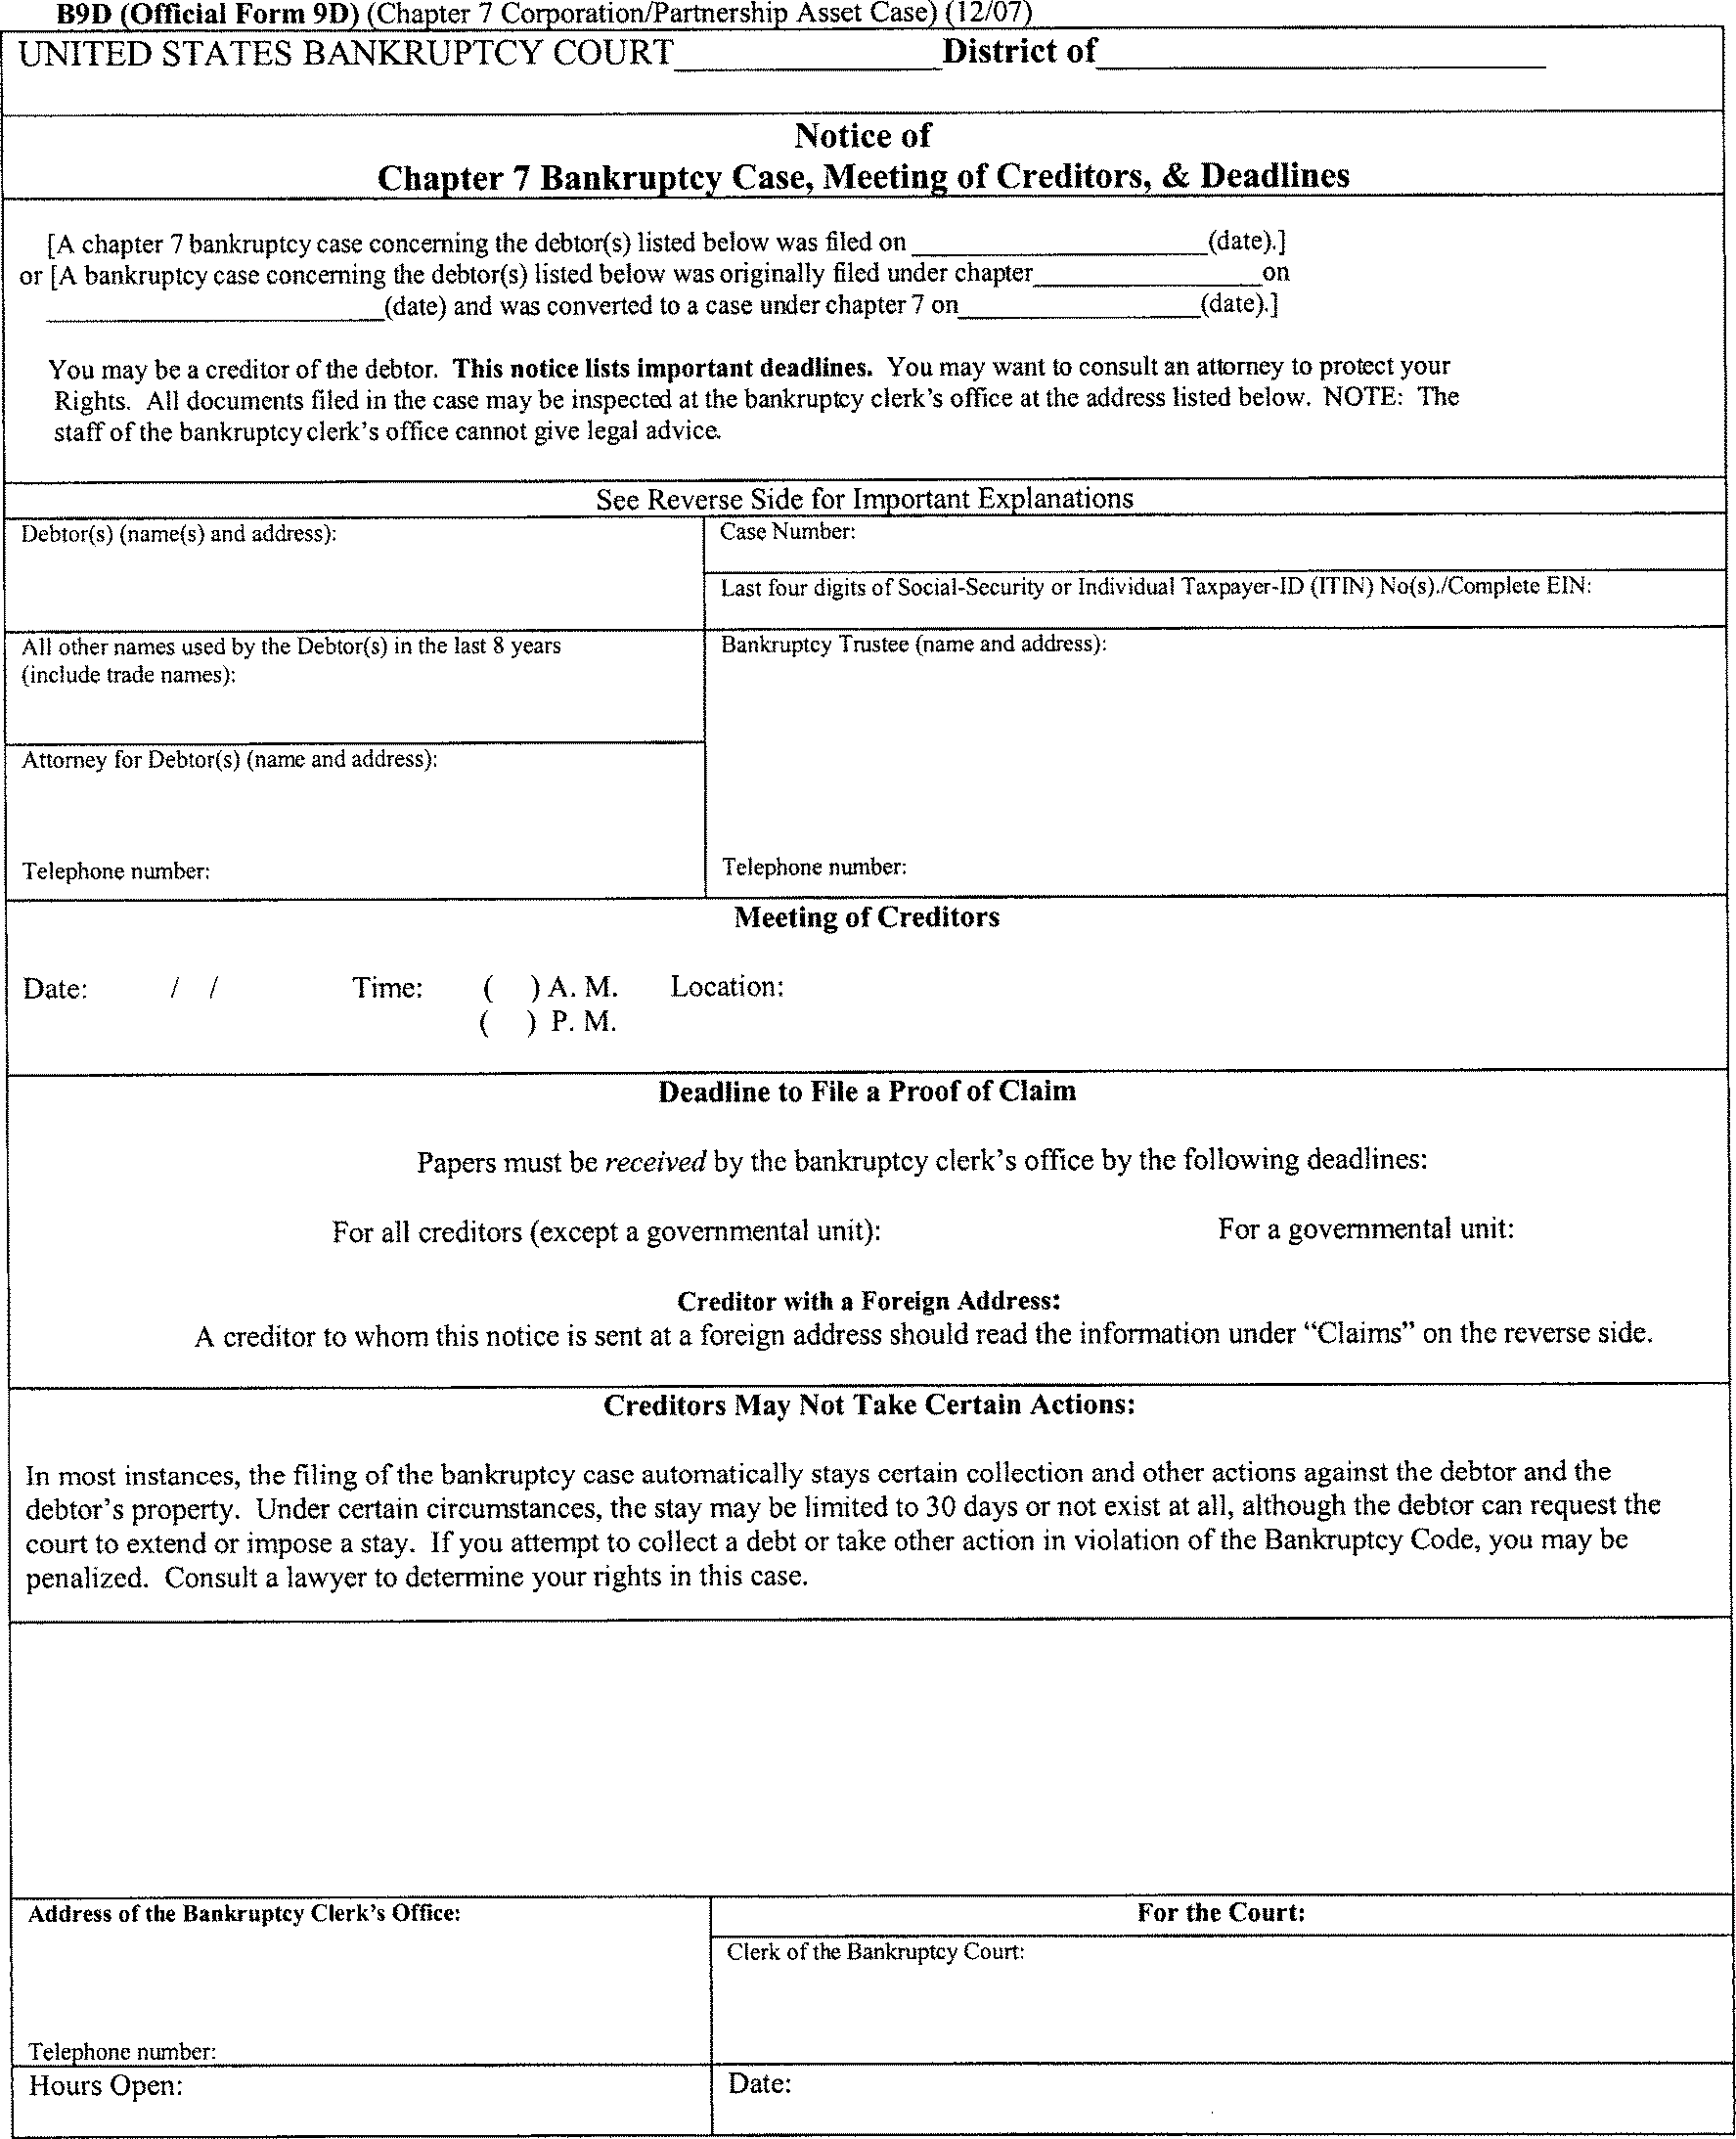 B9D (Official Form 9D) (Chapter 7 Corporation/Partnership Asset Case) (12/07)
UNITED STATES BANKRUPTCY COURT____________District of____________________
Notice of
Chapter 7 Bankruptcy Case, Meeting of Creditors, & Deadlines
[A chapter 7 bankruptcy case concerning the debtor(s) listed below was filed on ____________________(date).]
or [A bankruptcy case concerning the debtor(s) listed below was originally filed under chapter________________on
______________________(date) and was converted to a case under chapter 7 on________________(date).]
You may be a creditor of the debtor. This notice lists important deadlines. You may want to consult an attorney to protect your
Rights. All documents filed in the case may be inspected at the bankruptcy clerk's office at the address listed below. NOTE: The
staff of the bankruptcy clerk's office cannot give legal advice.
See Reverse Side for Important Explanations
Debtor(s) (name(s) and address):
Case Number:
Last four digits of Social-Security or Individual Taxpayer-ID (ITIN) No(s)./Complete EIN:
All other names used by the Debtor(s) in the last 8 years
(include trade names):
Bankruptcy Trustee (name and address):
Attorney for Debtor(s) (name and address):
Telephone number:
Telephone number:
Meeting of Creditors
Date: / / Time: ( ) A. M. Location:
( ) P. M.
Deadline to File a Proof of Claim
Papers must be received by the bankruptcy clerk's office by the following deadlines:
For all creditors (except a governmental unit): For a governmental unit:
Creditor with a Foreign Address:
A creditor to whom this notice is sent at a foreign address should read the information under “Claims” on the reverse side.
Creditors May Not Take Certain Actions:
In most instances, the filing of the bankruptcy case automatically stays certain collection and other actions against the debtor and the
debtor's property. Under certain circumstances, the stay may be limited to 30 days or not exist at all, although the debtor can request the
court to extend or impose a stay. If you attempt to collect a debt or take other action in violation of the Bankruptcy Code, you may be
penalized. Consult a lawyer to determine your rights in this case.
Address of the Bankruptcy Clerk's Office:
For the Court:
Clerk of the Bankruptcy Court:
Telephone number:
Hours Open:
Date: